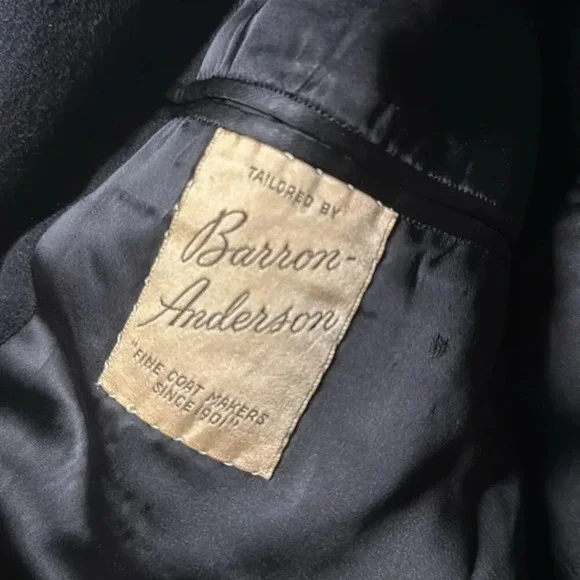 TAILORED BY
Barron-
Anderson
"FINE COAT MAKERS
SINCE 1901"